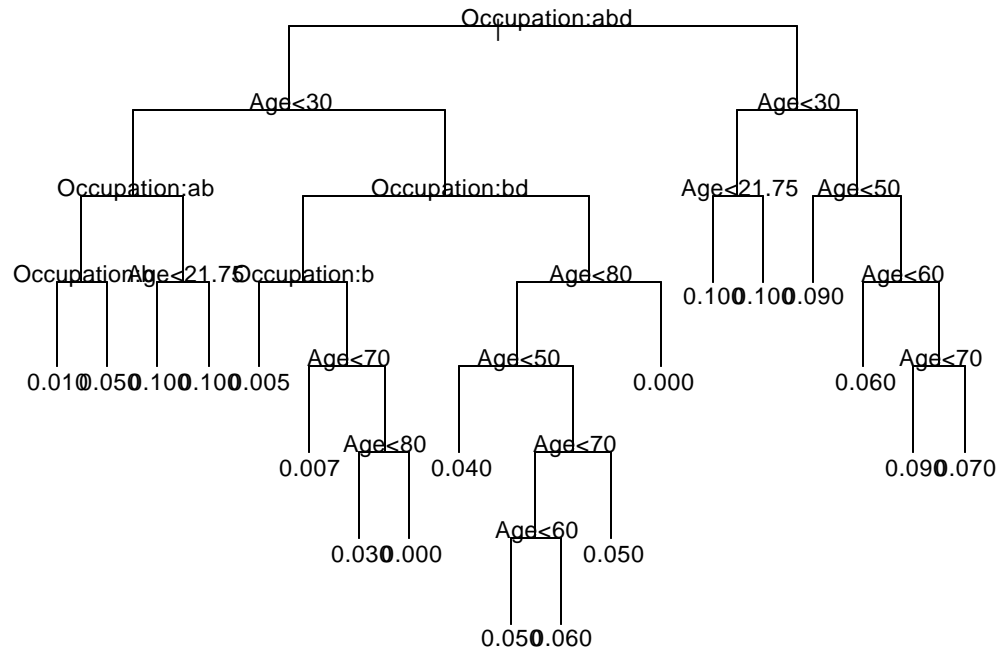 Occupation:abd
Age<30
Age<30
Occupation:ab
Occupation:bd
Age<21.75
Age<50
Occupation:b
Age<21.75
Occupation:b
Age<80
Age<60
0.100
0.100
0.090
Age<70
Age<50
Age<70
0.010
0.050
0.100
0.100
0.005
0.000
0.060
Age<80
Age<70
0.007
0.040
0.090
0.070
Age<60
0.030
0.000
0.050
0.050
0.060